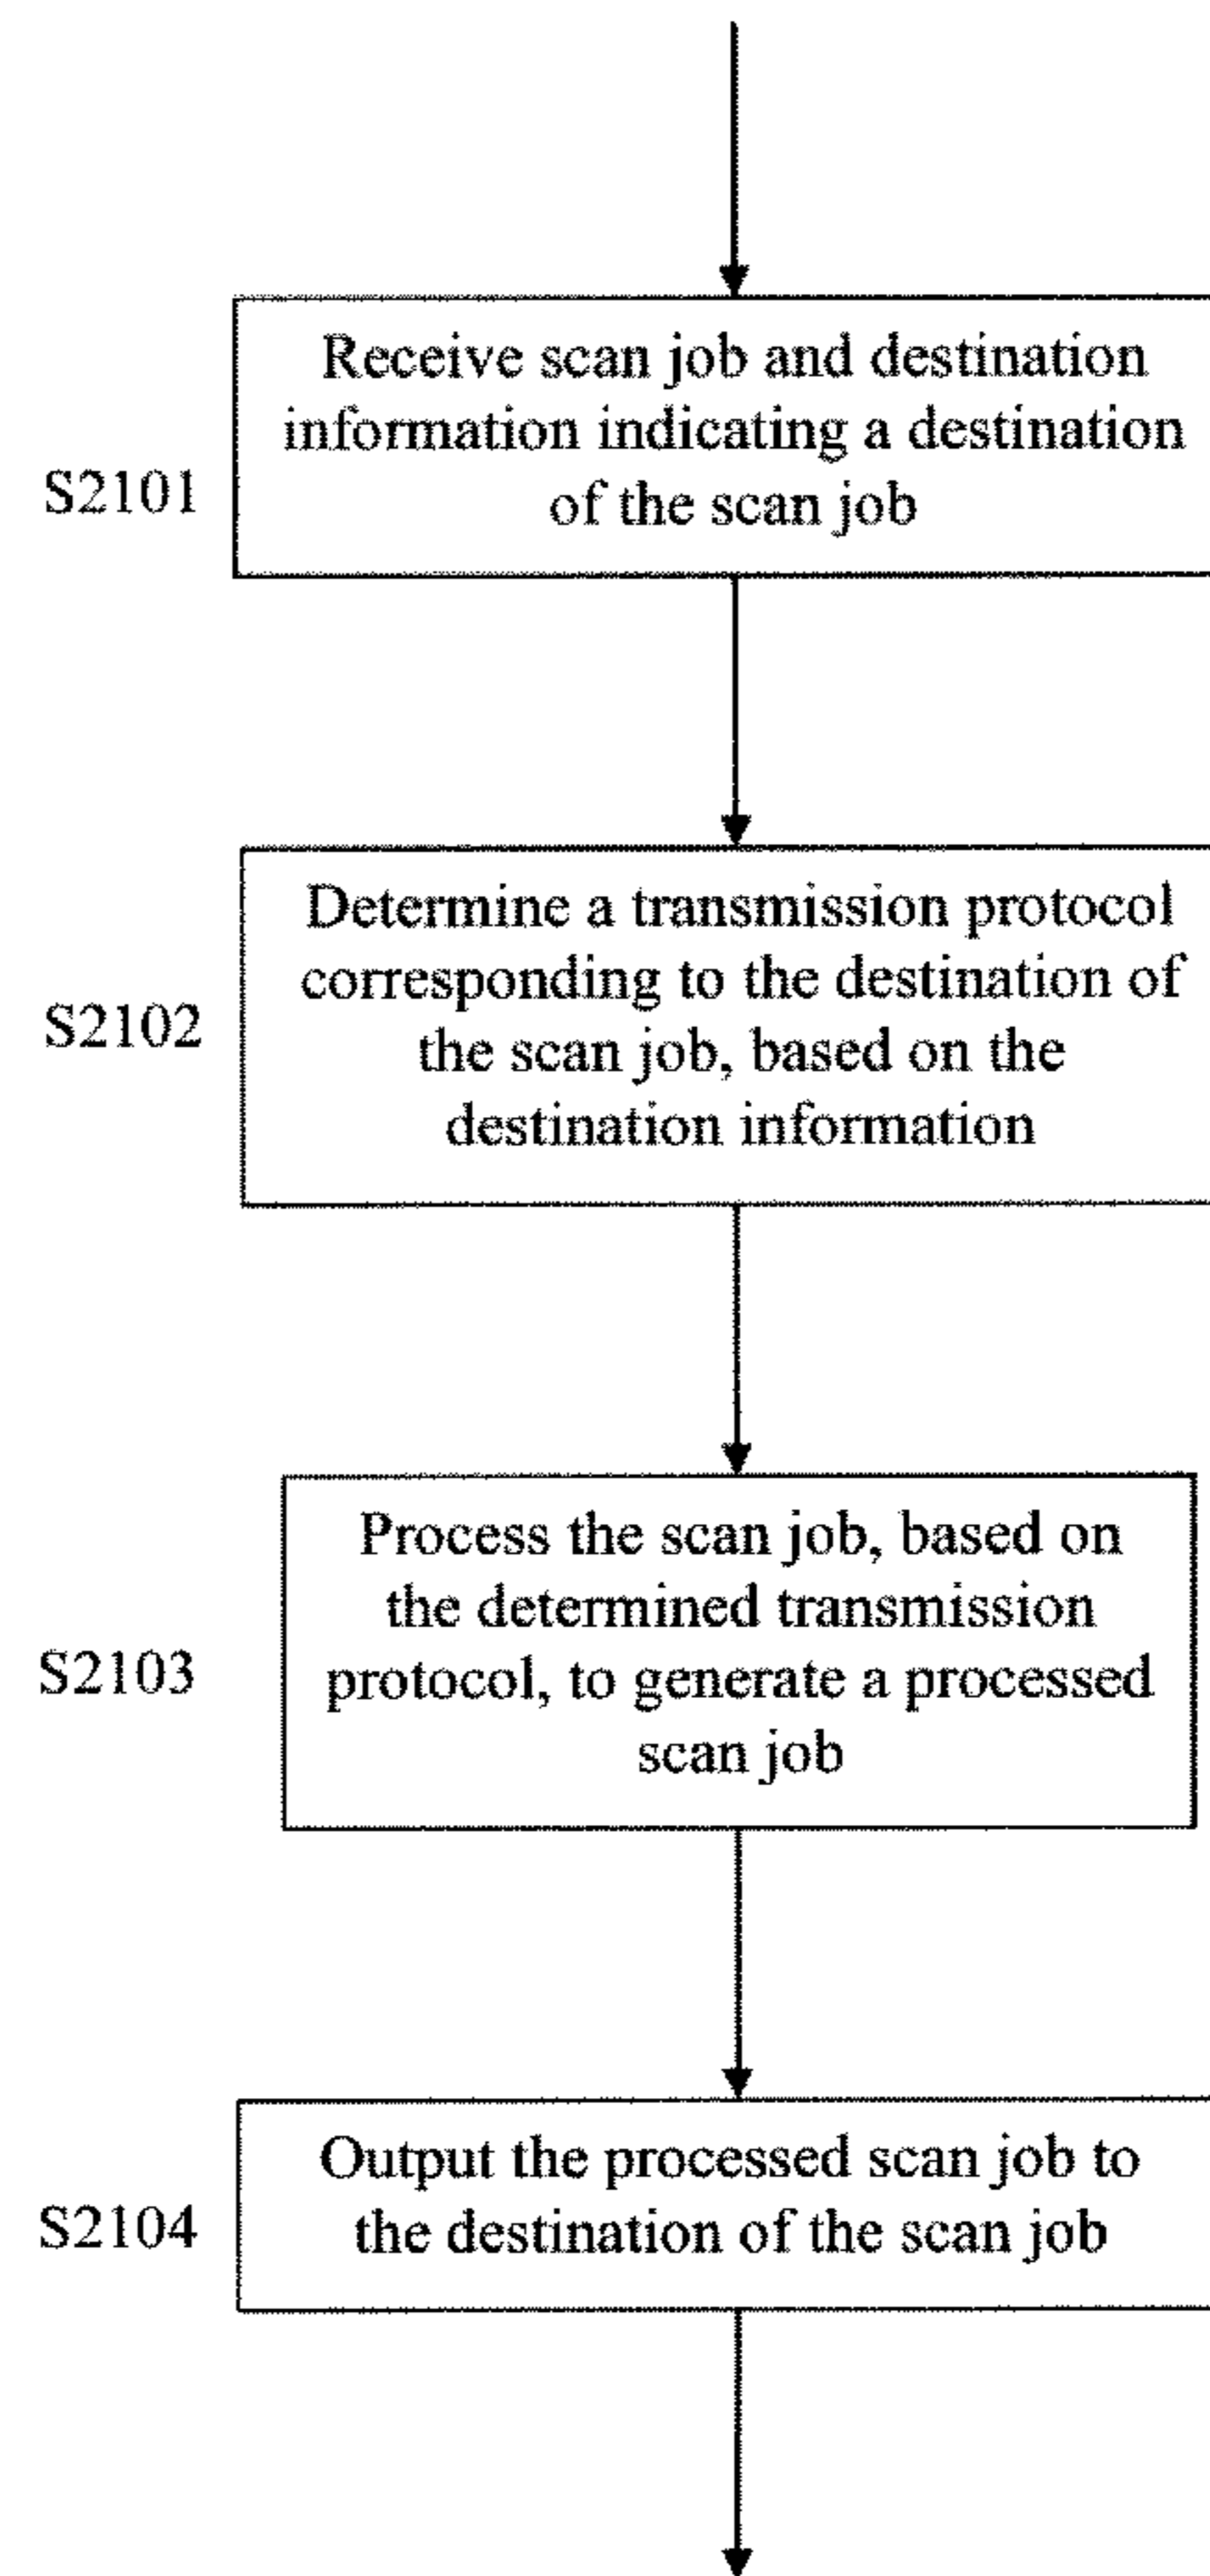 Receive scan job and destination
information indicating a destination
of the scan job
S2101
Determine a transmission protocol
corresponding to the destination of
the scan job, based on the
destination information
S2102
Process the scan job, based on
the determined transmission
protocol, to generate a processed
scan job
S2103
Output the processed scan job to
the destination of the scan job
S2104